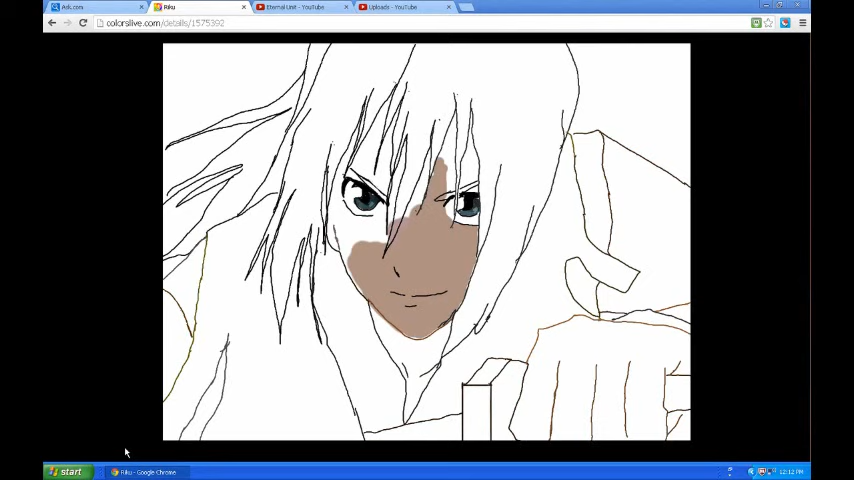 Ask.com
Riku
Eternal Unit - YouTube
Uploads - YouTube
colorslive.com/details/1575392
start
Riku - Google Chrome
12:12 PM